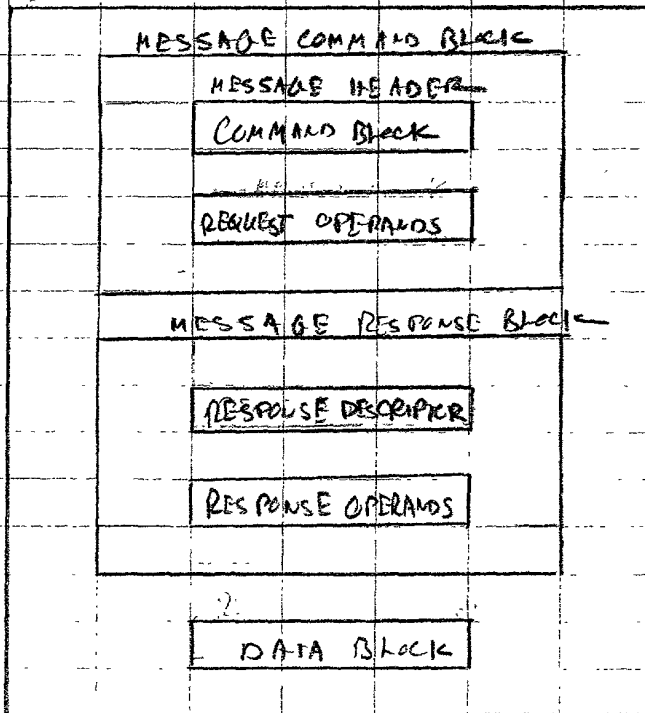 MESSAGE COMMAND BLOCK
MESSAGE HEADER
COMMAND BLOCK
REQUEST OPERANDS
MESSAGE RESPONSE BLOCK
RESPONSE DESCRIPTOR
RESPONSE OPERANDS
DATA BLOCK